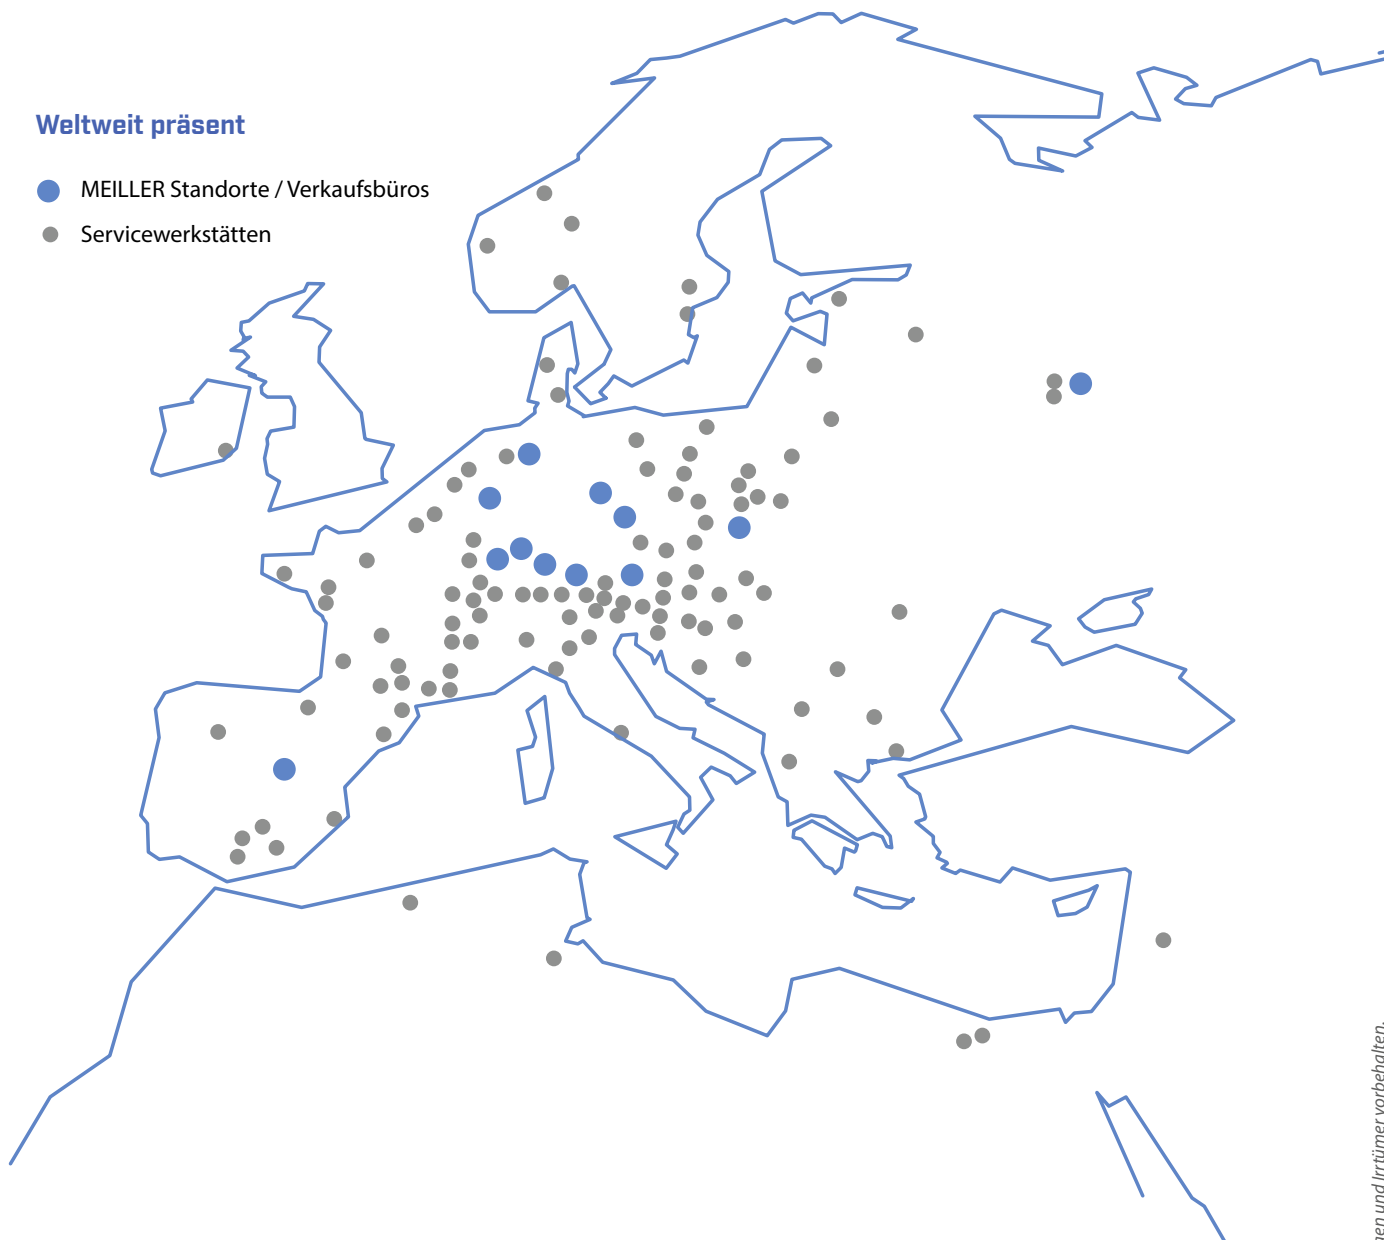 Weltweit präsent
MEILLER Standorte / Verkaufsbüros
Servicewerkstätten
und Irrtümer vorbehalten.